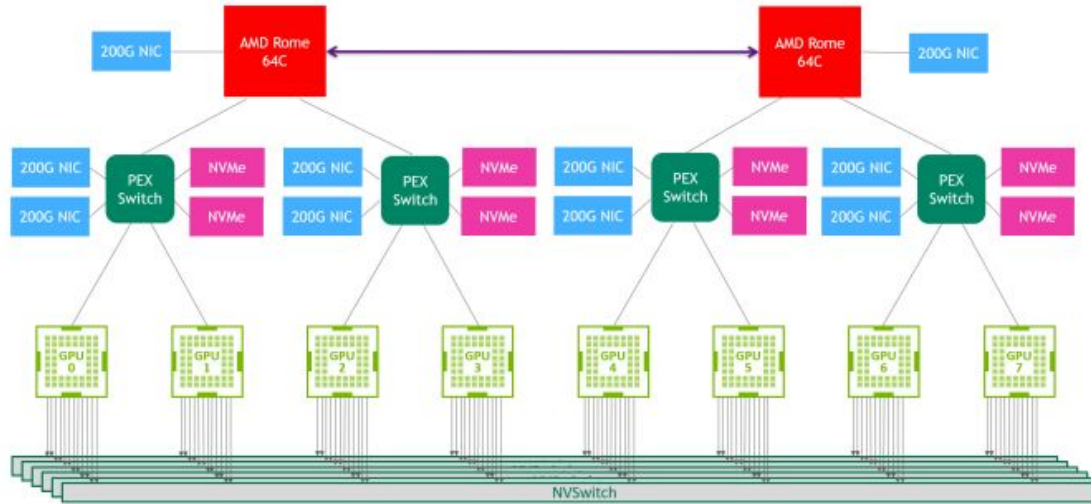 200G NIC
AMD Rome
64C
AMD Rome
64C
200G NIC
200G NIC
200G NIC
PEX
Switch
NVMe
NVMe
200G NIC
200G NIC
PEX
Switch
NVMe
NVMe
200G NIC
200G NIC
PEX
Switch
NVMe
NVMe
200G NIC
200G NIC
PEX
Switch
NVMe
NVMe
GPU
0
GPU
1
GPU
2
GPU
3
GPU
4
GPU
5
GPU
6
GPU
7
NVSwitch